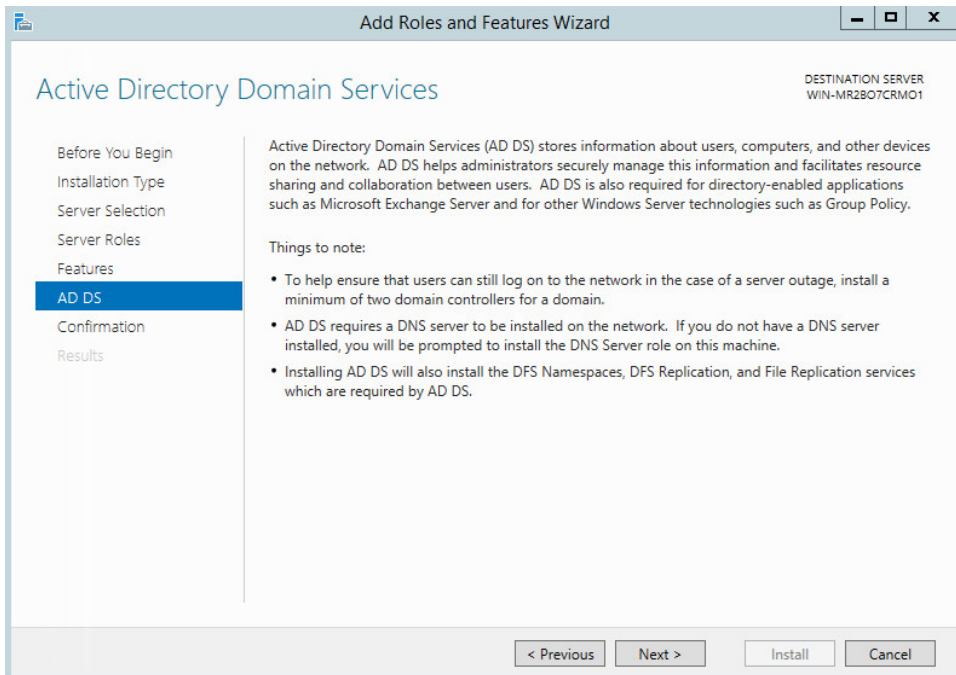 Add Roles and Features Wizard
Active Directory Domain Services
DESTINATION SERVER
WIN-MR2BO7CRMO1
Before You Begin
Installation Type
Server Selection
Server Roles
Features
AD DS
Confirmation
Results
Active Directory Domain Services (AD DS) stores information about users, computers, and other devices
on the network. AD DS helps administrators securely manage this information and facilitates resource
sharing and collaboration between users. AD DS is also required for directory-enabled applications
such as Microsoft Exchange Server and for other Windows Server technologies such as Group Policy.
Things to note:
• To help ensure that users can still log on to the network in the case of a server outage, install a
minimum of two domain controllers for a domain.
• AD DS requires a DNS server to be installed on the network. If you do not have a DNS server
installed, you will be prompted to install the DNS Server role on this machine.
• Installing AD DS will also install the DFS Namespaces, DFS Replication, and File Replication services
which are required by AD DS.
< Previous
Next >
Install
Cancel